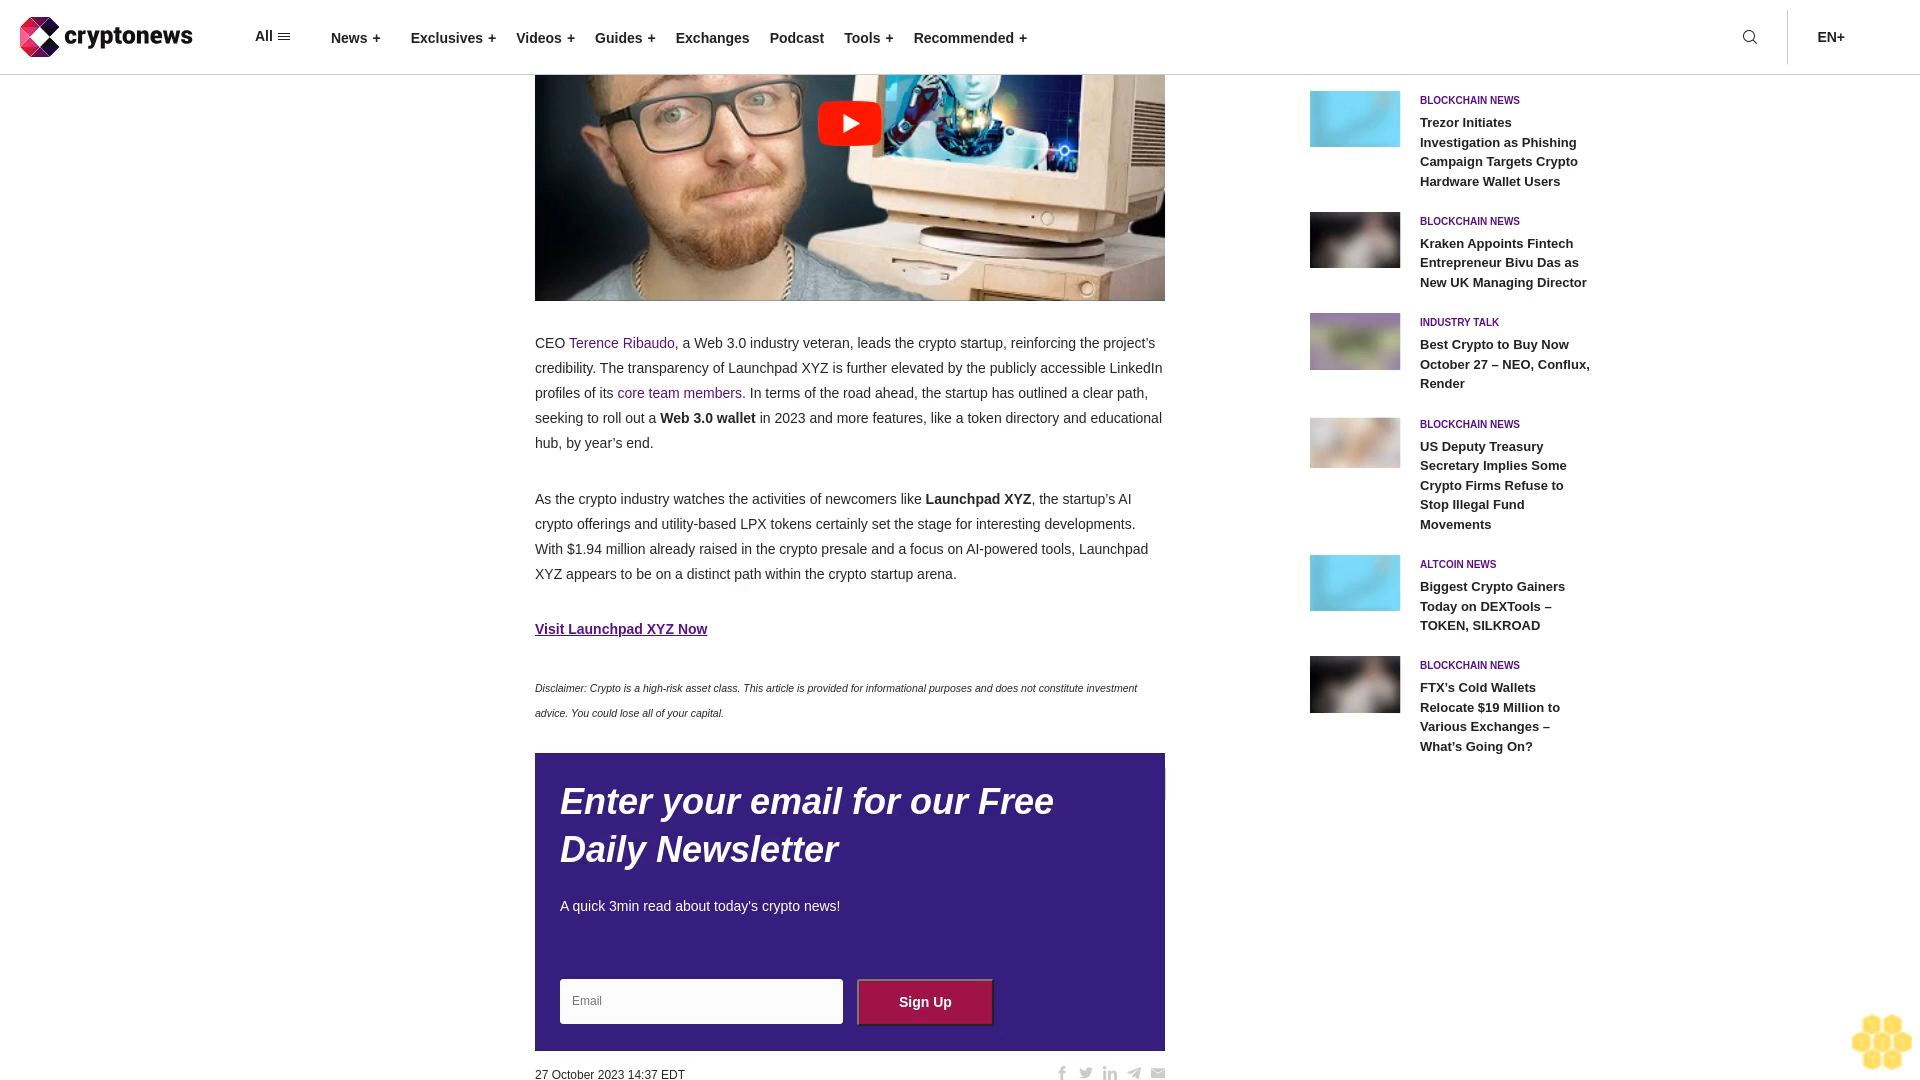 cryptonews
All
News +
Exclusives +
Videos +
Guides +
Exchanges
Podcast
Tools +
Recommended +
EN+
CEO Terence Ribaudo, a Web 3.0 industry veteran, leads the crypto startup, reinforcing the project’s
credibility. The transparency of Launchpad XYZ is further elevated by the publicly accessible LinkedIn
profiles of its core team members. In terms of the road ahead, the startup has outlined a clear path,
seeking to roll out a Web 3.0 wallet in 2023 and more features, like a token directory and educational
hub, by year’s end.
As the crypto industry watches the activities of newcomers like Launchpad XYZ, the startup’s AI
crypto offerings and utility-based LPX tokens certainly set the stage for interesting developments.
With $1.94 million already raised in the crypto presale and a focus on AI-powered tools, Launchpad
XYZ appears to be on a distinct path within the crypto startup arena.
Visit Launchpad XYZ Now
Disclaimer: Crypto is a high-risk asset class. This article is provided for informational purposes and does not constitute investment
advice. You could lose all of your capital.
Enter your email for our Free
Daily Newsletter
A quick 3min read about today's crypto news!
Email
Sign Up
27 October 2023 14:37 EDT
BLOCKCHAIN NEWS
Trezor Initiates
Investigation as Phishing
Campaign Targets Crypto
Hardware Wallet Users
BLOCKCHAIN NEWS
Kraken Appoints Fintech
Entrepreneur Bivu Das as
New UK Managing Director
INDUSTRY TALK
Best Crypto to Buy Now
October 27 – NEO, Conflux,
Render
BLOCKCHAIN NEWS
US Deputy Treasury
Secretary Implies Some
Crypto Firms Refuse to
Stop Illegal Fund
Movements
ALTCOIN NEWS
Biggest Crypto Gainers
Today on DEXTools –
TOKEN, SILKROAD
BLOCKCHAIN NEWS
FTX’s Cold Wallets
Relocate $19 Million to
Various Exchanges –
What’s Going On?